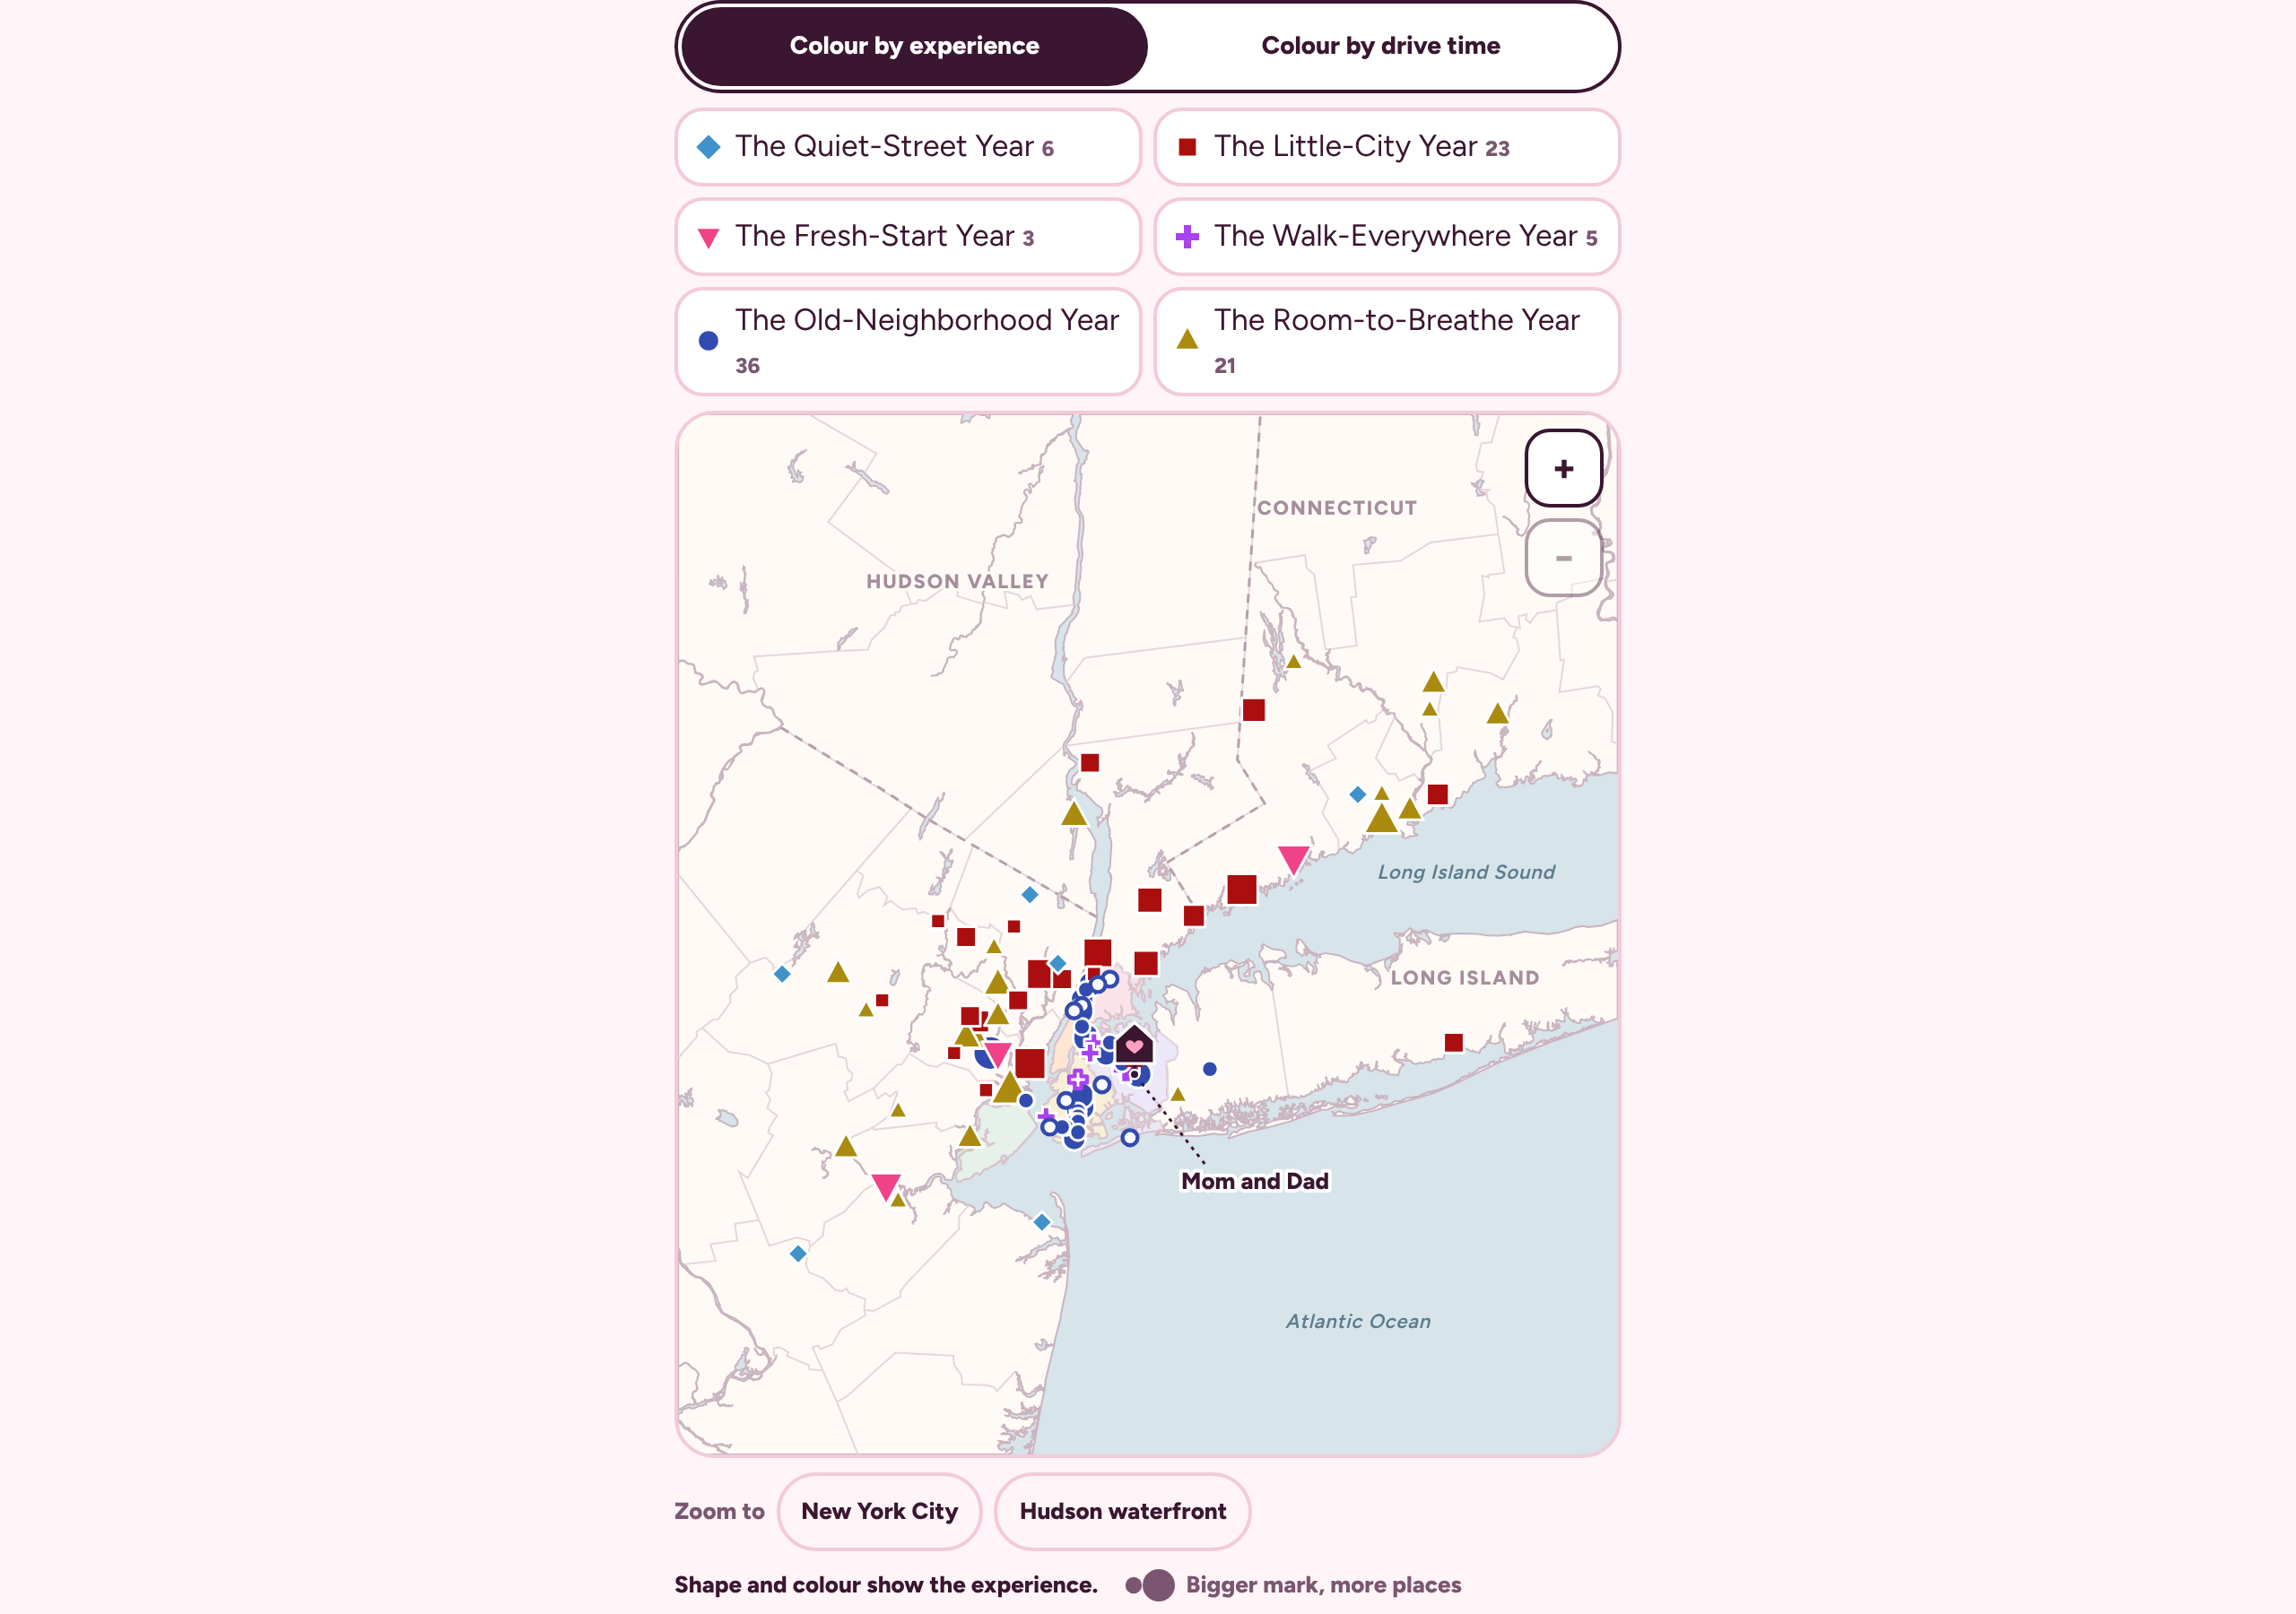 Colour by experience
Colour by drive time
The Quiet-Street Year 6
The Little-City Year 23
The Fresh-Start Year 3
The Walk-Everywhere Year 5
The Old-Neighborhood Year
36
The Room-to-Breathe Year
21
+
−
CONNECTICUT
HUDSON VALLEY
Long Island Sound
LONG ISLAND
Mom and Dad
Atlantic Ocean
Zoom to
New York City
Hudson waterfront
Shape and colour show the experience.
Bigger mark, more places